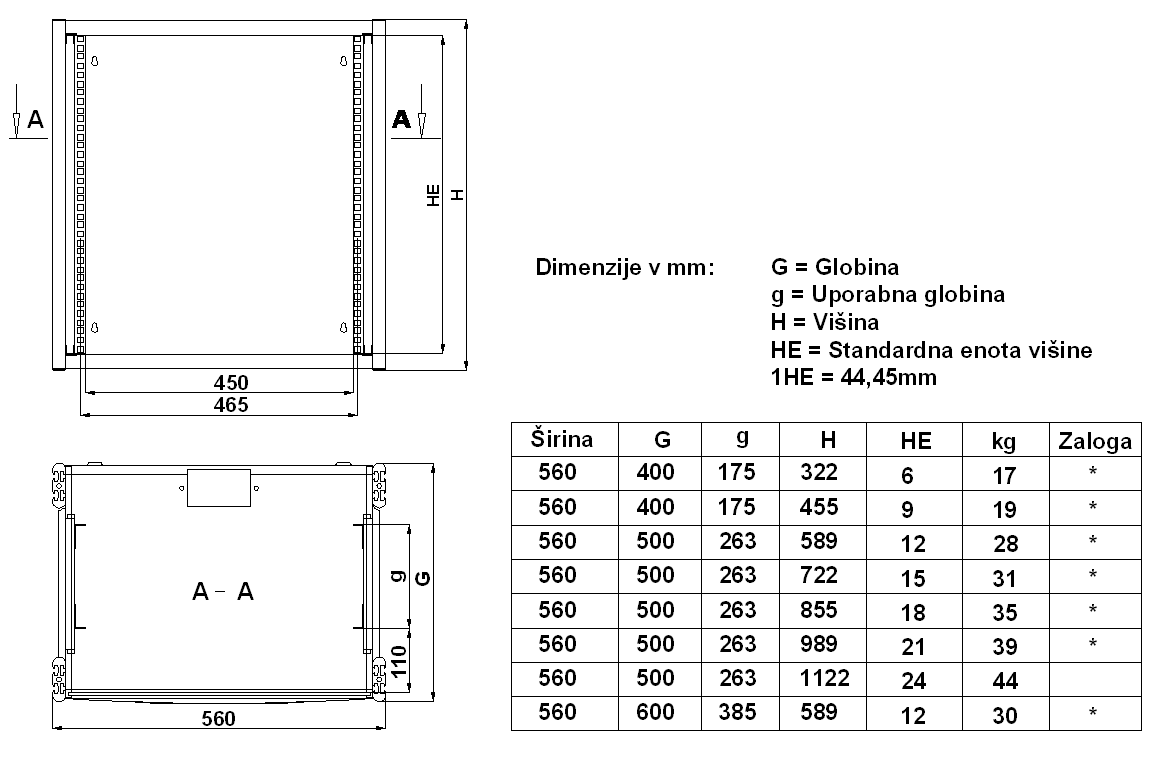 A A
HE
H
450
465
Dimenzije v mm: G = Globina
g = Uporabna globina
H = Višina
HE = Standardna enota višine
1HE = 44,45mm
A - A
g
G
110
560
Širina G g H HE kg Zaloga
560 400 175 322 6 17 *
560 400 175 455 9 19 *
560 500 263 589 12 28 *
560 500 263 722 15 31 *
560 500 263 855 18 35 *
560 500 263 989 21 39 *
560 500 263 1122 24 44
560 600 385 589 12 30 *